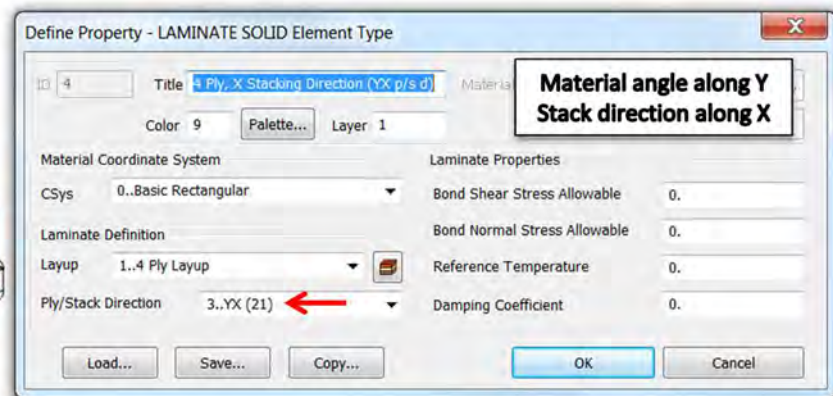 Define Property - LAMINATE SOLID Element Type
ID 4 Title 4 Ply, X Stacking Direction (YX p/s d) Material
Material angle along Y
Stack direction along X
Color 9 Palette... Layer 1
Material Coordinate System
CSys 0..Basic Rectangular
Laminate Definition
Layup 1..4 Ply Layup
Ply/Stack Direction 3..YX (21)
Laminate Properties
Bond Shear Stress Allowable 0.
Bond Normal Stress Allowable 0.
Reference Temperature 0.
Damping Coefficient 0.
Load... Save... Copy... OK Cancel